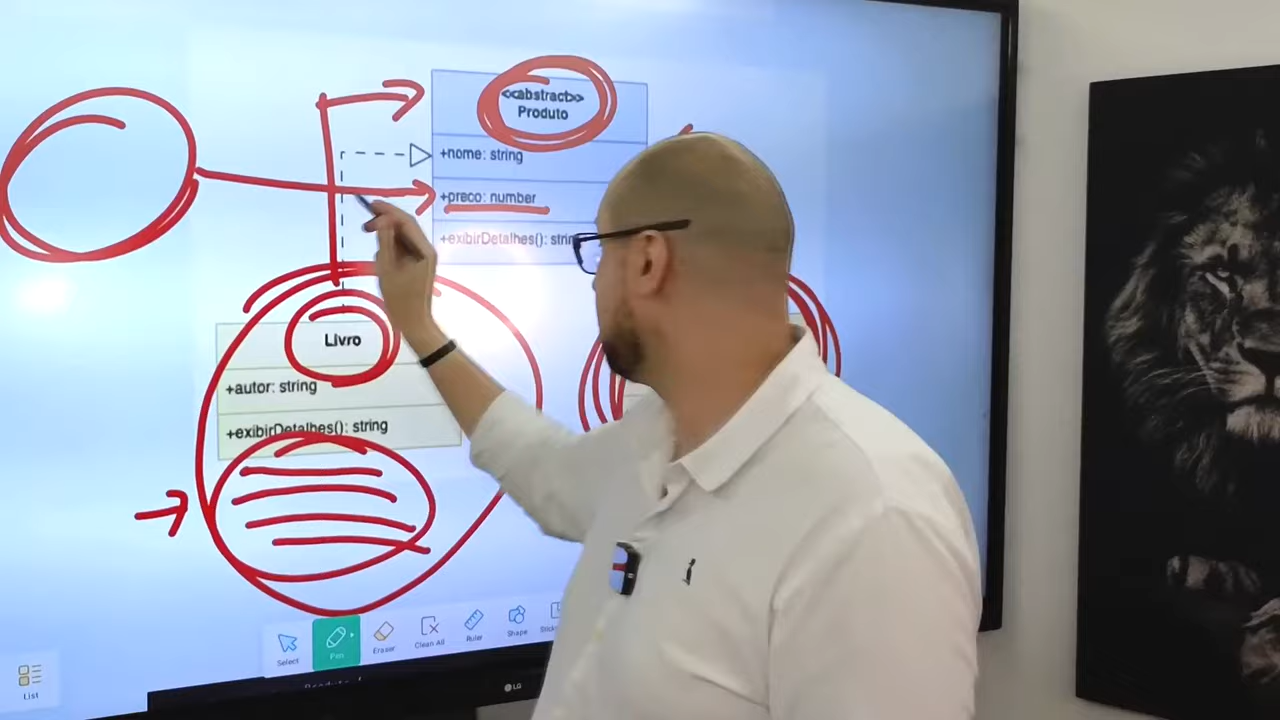 <<abstract>>
Produto
+nome: string
+preco: number
+exibirDetalhes():
Livro
+autor: string
+exibirDetalhes(): string
Select
Pen
Eraser
Clean All
Ruler
Shape
List
LG